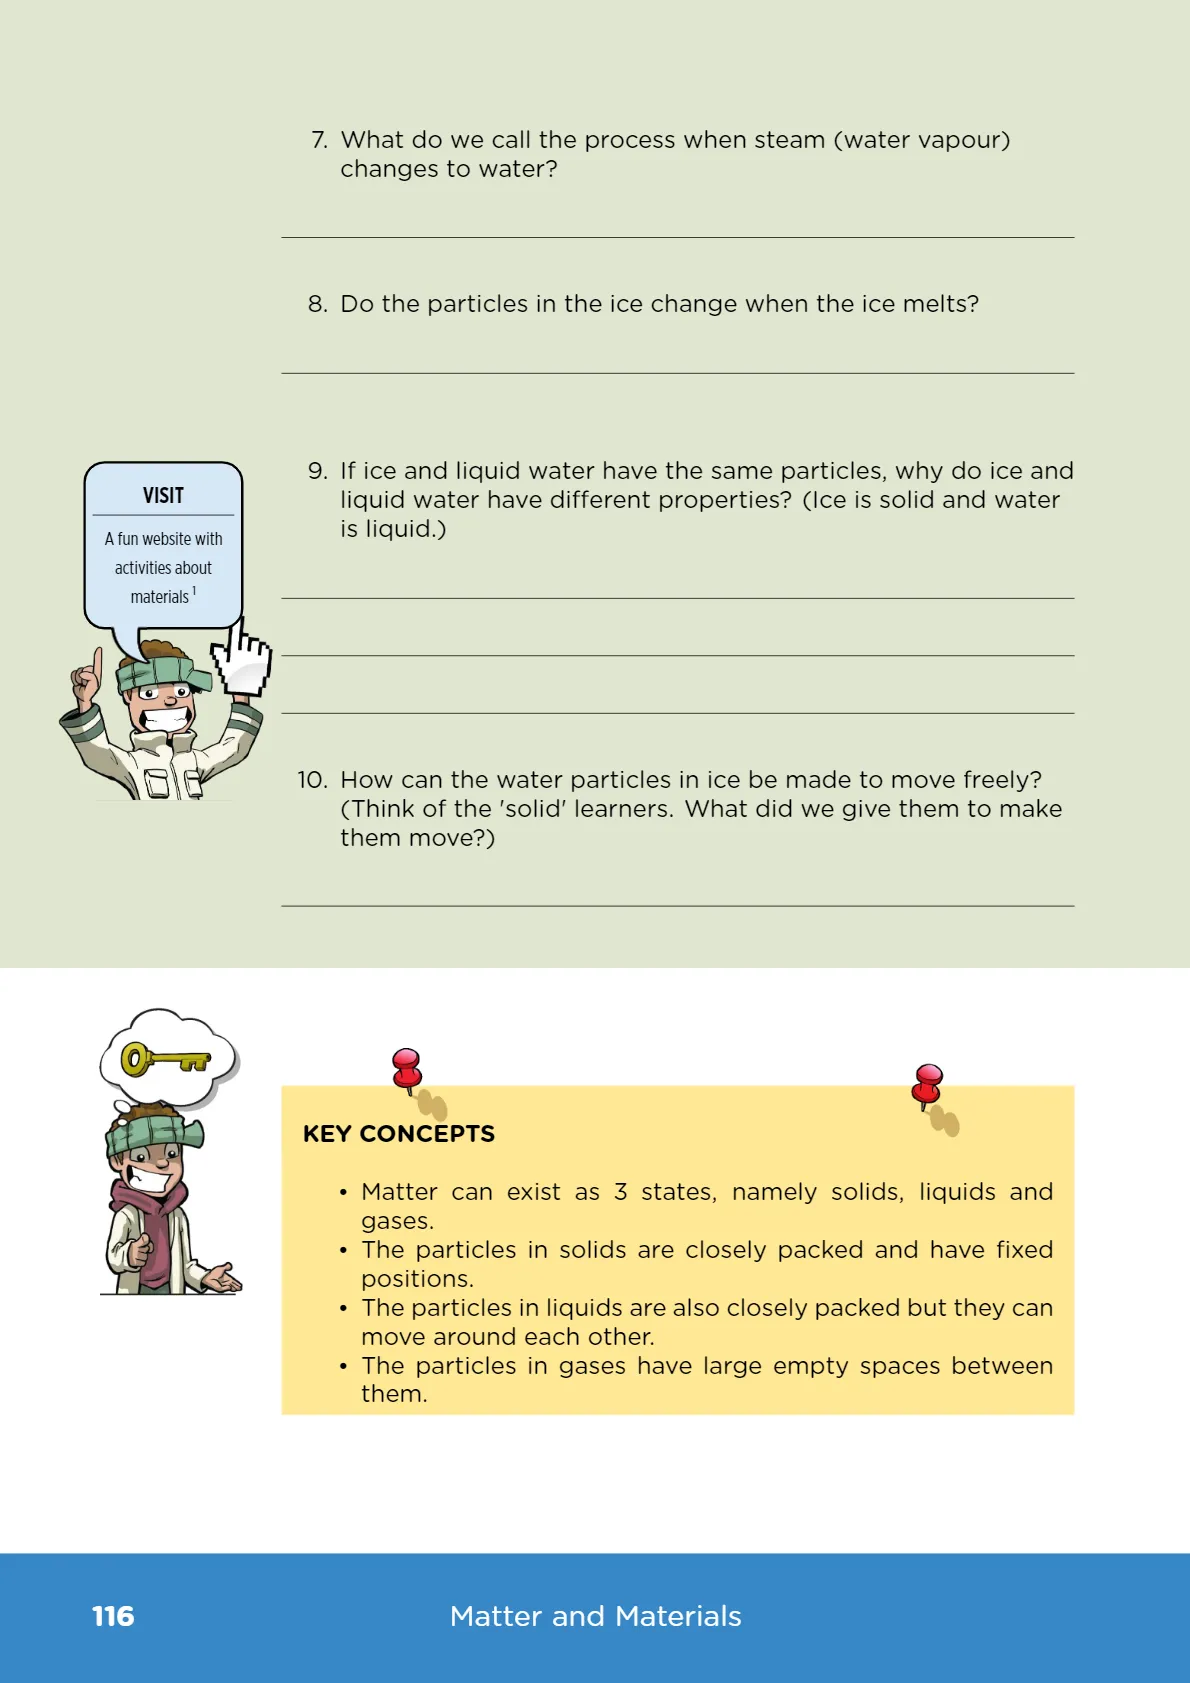 7. What do we call the process when steam (water vapour)
changes to water?
8. Do the particles in the ice change when the ice melts?
VISIT
A fun website with
activities about
materials 1
9. If ice and liquid water have the same particles, why do ice and
liquid water have different properties? (Ice is solid and water
is liquid.)
10. How can the water particles in ice be made to move freely?
(Think of the 'solid' learners. What did we give them to make
them move?)
KEY CONCEPTS
• Matter can exist as 3 states, namely solids, liquids and
gases.
• The particles in solids are closely packed and have fixed
positions.
• The particles in liquids are also closely packed but they can
move around each other.
• The particles in gases have large empty spaces between
them.
116 Matter and Materials